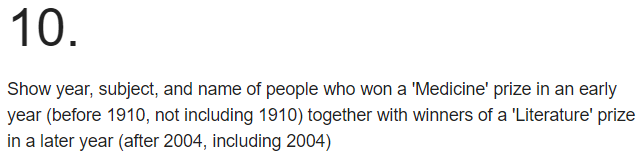 10.
Show year, subject, and name of people who won a 'Medicine' prize in an early
year (before 1910, not including 1910) together with winners of a 'Literature' prize
in a later year (after 2004, including 2004)